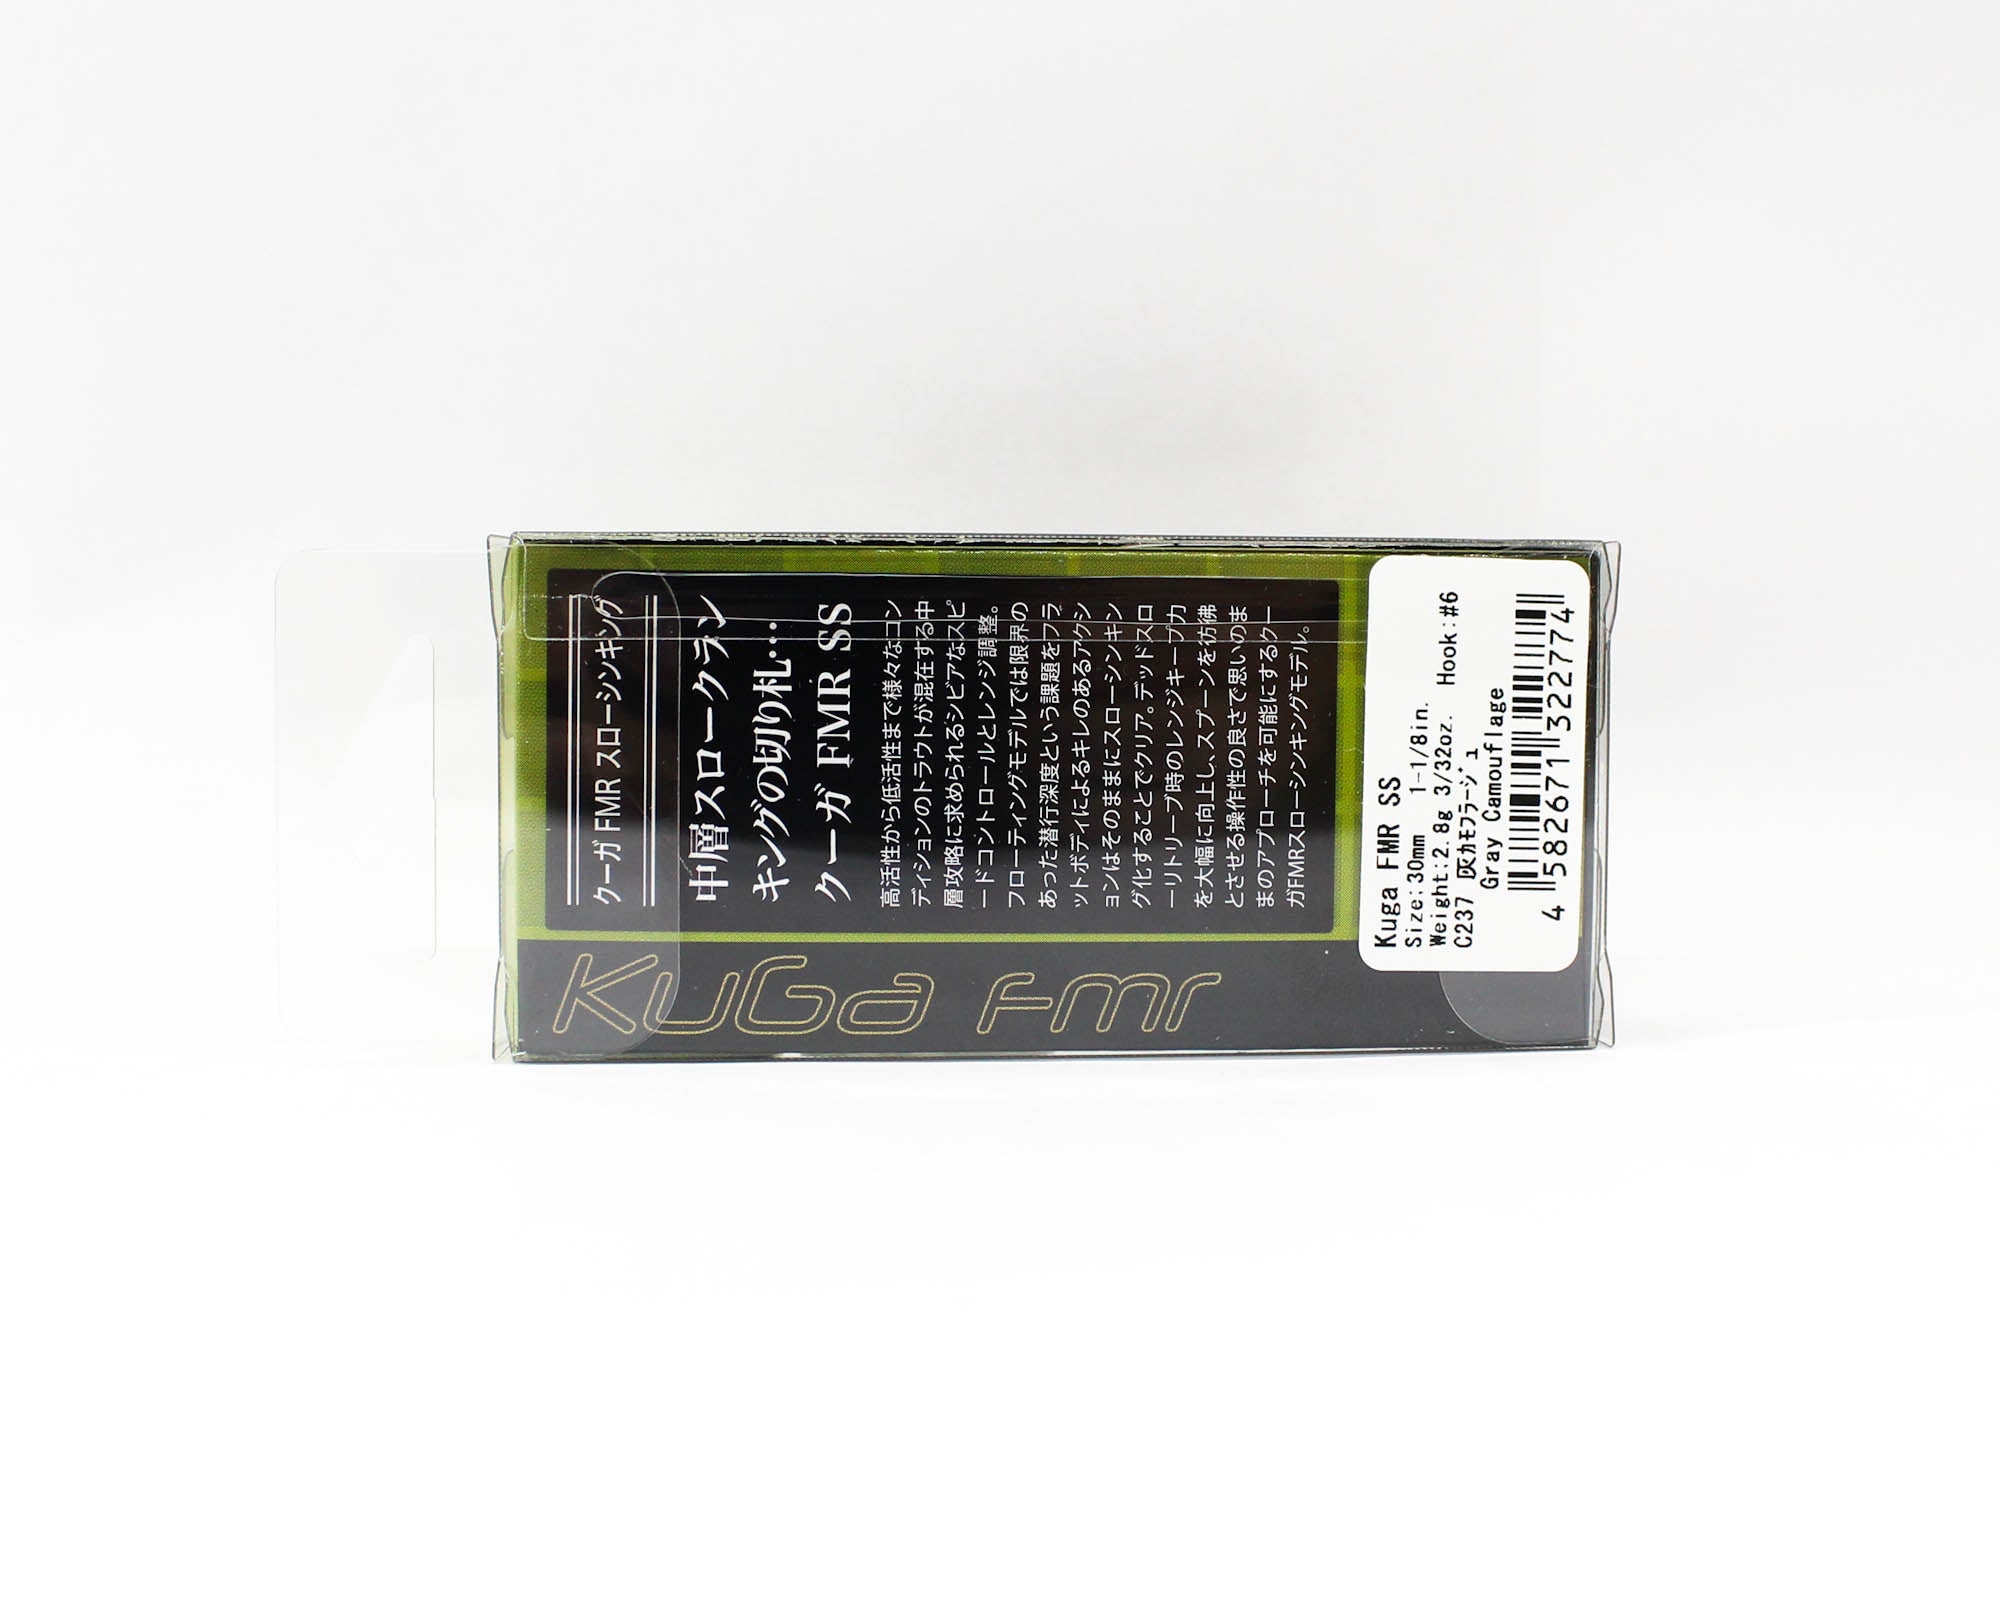 クーガ FMR スローシンキング
中層スロークラン
キングの切り札…
クーガ FMR SS
高活性から低活性まで様々なコン
ディションのトラウトが混在する中
層攻略に求められるシビアなスピ
ードコントロールとレンジ調整。
フローティングモデルでは限界の
あった潜行深度という課題をフラ
ットボディによるキレのあるアクシ
ョンはそのままにスローシンキン
グ化することでクリア。デッドスロ
ーリトリーブ時のレンジキープ力
を大幅に向上し、スプーンを彷彿
とさせる操作性の良さで思いのま
まのアプローチを可能にするクー
ガFMRスローシンキングモデル。
Kuga FMR SS
Size:30mm 1-1/8in.
Weight:2.8g 3/32oz. Hook:#6
C237 灰ｶﾓﾌﾗｰｼﾞｭ
Gray Camouflage
4 582671 322774
KuGa FMR